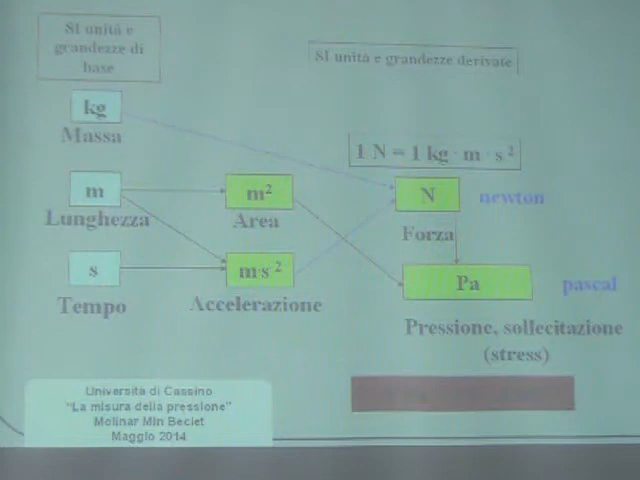 SI unità e
grandezze di
base
SI unità e grandezze derivate
kg
Massa
1 N = 1 kg · m · s⁻²
m
Lunghezza
m²
Area
N
newton
Forza
s
Tempo
m·s⁻²
Accelerazione
Pa
pascal
Pressione, sollecitazione
(stress)
Università di Cassino
"La misura della pressione"
Molinar Min Beciet
Maggio 2014